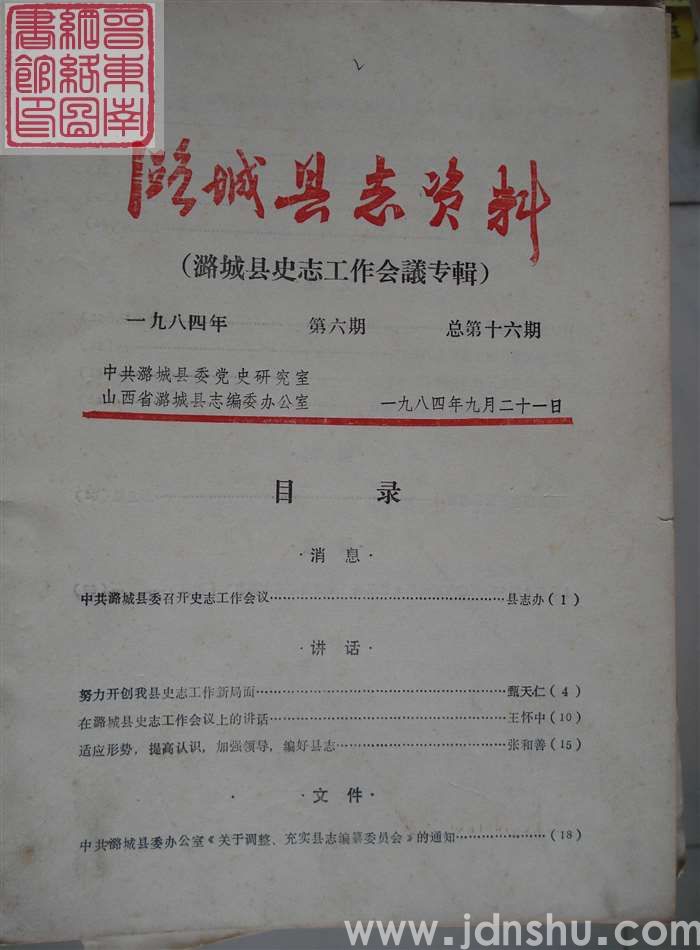 晋东南
網絡圖
書館印
潞城县志资料
(潞城县史志工作会議专輯)
一九八四年 第六期 总第十六期
中共潞城县委党史研究室
山西省潞城县志编委办公室 一九八四年九月二十一日
目 录
·消 息·
中共潞城县委召开史志工作会议……县志办(1)
·讲 话·
努力开创我县史志工作新局面……甄天仁(4)
在潞城县史志工作会议上的讲话……王怀中(10)
适应形势，提高认识，加强领导，编好县志……张和善(15)
·文 件·
中共潞城县委办公室《关于调整、充实县志编纂委员会》的通知……(18)
www.jdnshu.com